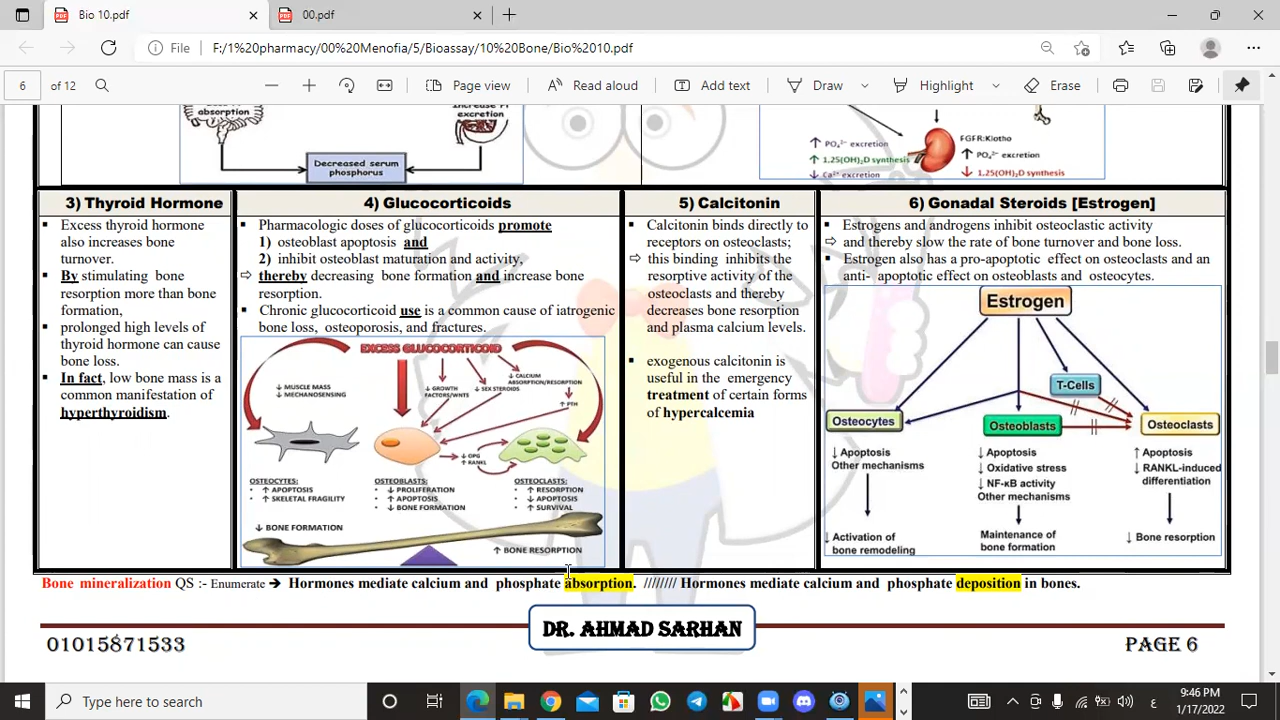 Bio 10.pdf
00.pdf
File
F:/1%20pharmacy/00%20Menofia/5/Bioassay/10%20Bone/Bio%2010.pdf
6
of 12
Page view
Read aloud
Add text
Draw
Highlight
Erase
absorption
excretion
Decreased serum
phosphorus
↑ PO₄³⁻ excretion
↑ 1,25(OH)₂D synthesis
↓ Ca²⁺ excretion
FGFR:Klotho
↑ PO₄²⁻ excretion
↓ 1,25(OH)₂D synthesis
3) Thyroid Hormone
Excess thyroid hormone
also increases bone
turnover.
By stimulating bone
resorption more than bone
formation,
prolonged high levels of
thyroid hormone can cause
bone loss.
In fact, low bone mass is a
common manifestation of
hyperthyroidism.
4) Glucocorticoids
Pharmacologic doses of glucocorticoids promote
1) osteoblast apoptosis and
2) inhibit osteoblast maturation and activity,
⇨ thereby decreasing bone formation and increase bone
resorption.
Chronic glucocorticoid use is a common cause of iatrogenic
bone loss, osteoporosis, and fractures.
EXCESS GLUCOCORTICOID
↓ MUSCLE MASS
↓ MECHANOSENSING
↓ GROWTH
FACTORS/WNTS
↓ SEX STEROIDS
↓ CALCIUM
ABSORPTION/RESORPTION
↑ PTH
↓ OPG
↑ RANKL
OSTEOCYTES:
• ↑ APOPTOSIS
• ↑ SKELETAL FRAGILITY
OSTEOBLASTS:
• ↓ PROLIFERATION
• ↑ APOPTOSIS
• ↓ BONE FORMATION
OSTEOCLASTS:
• ↑ RESORPTION
• ↓ APOPTOSIS
• ↑ SURVIVAL
↓ BONE FORMATION
↑ BONE RESORPTION
5) Calcitonin
Calcitonin binds directly to
receptors on osteoclasts;
⇨ this binding inhibits the
resorptive activity of the
osteoclasts and thereby
decreases bone resorption
and plasma calcium levels.
exogenous calcitonin is
useful in the emergency
treatment of certain forms
of hypercalcemia
6) Gonadal Steroids [Estrogen]
Estrogens and androgens inhibit osteoclastic activity
⇨ and thereby slow the rate of bone turnover and bone loss.
Estrogen also has a pro-apoptotic effect on osteoclasts and an
anti- apoptotic effect on osteoblasts and osteocytes.
Estrogen
T-Cells
Osteocytes
Osteoblasts
Osteoclasts
↓ Apoptosis
Other mechanisms
↓ Apoptosis
↓ Oxidative stress
↓ NF-κB activity
Other mechanisms
↑ Apoptosis
↓ RANKL-induced
differentiation
↓ Activation of
bone remodeling
Maintenance of
bone formation
↓ Bone resorption
Bone mineralization QS :- Enumerate ➔ Hormones mediate calcium and phosphate absorption. //////// Hormones mediate calcium and phosphate deposition in bones.
01015871533
DR. AHMAD SARHAN
PAGE 6
Type here to search
ع
9:46 PM
1/17/2022